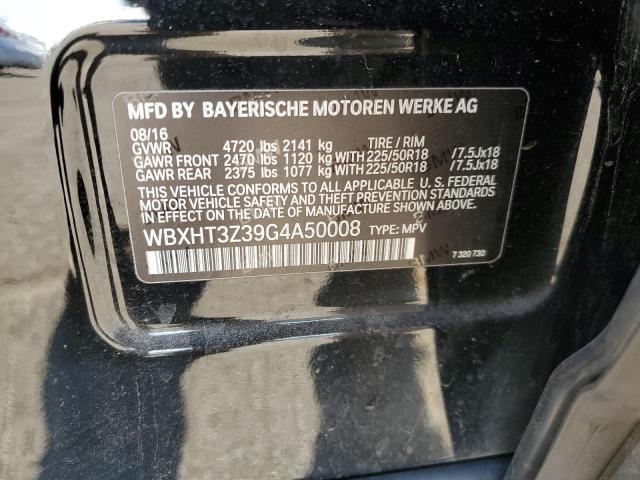 MFD BY BAYERISCHE MOTOREN WERKE AG
08/16
GVWR 4720 lbs 2141 kg TIRE / RIM
GAWR FRONT 2470 lbs 1120 kg WITH 225/50R18 /7.5Jx18
GAWR REAR 2375 lbs 1077 kg WITH 225/50R18 /7.5Jx18
THIS VEHICLE CONFORMS TO ALL APPLICABLE U. S. FEDERAL
MOTOR VEHICLE SAFETY AND THEFT PREVENTION STANDARDS
IN EFFECT ON THE DATE OF MANUFACTURE SHOWN ABOVE.
WBXHT3Z39G4A50008 TYPE: MPV
7 320 730